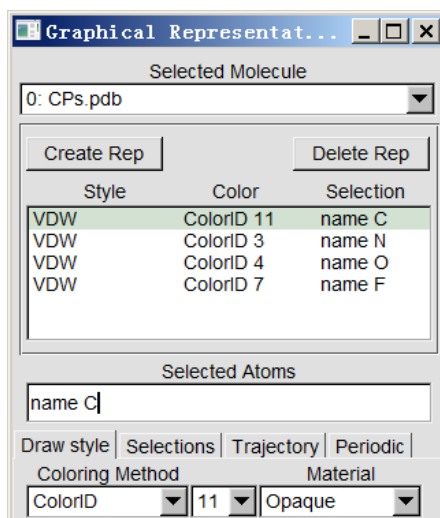 Graphical Representat...
Selected Molecule
0: CPs.pdb
Create Rep Delete Rep
Style Color Selection
VDW ColorID 11 name C
VDW ColorID 3 name N
VDW ColorID 4 name O
VDW ColorID 7 name F
Selected Atoms
name C
Draw style Selections Trajectory Periodic
Coloring Method Material
ColorID 11 Opaque